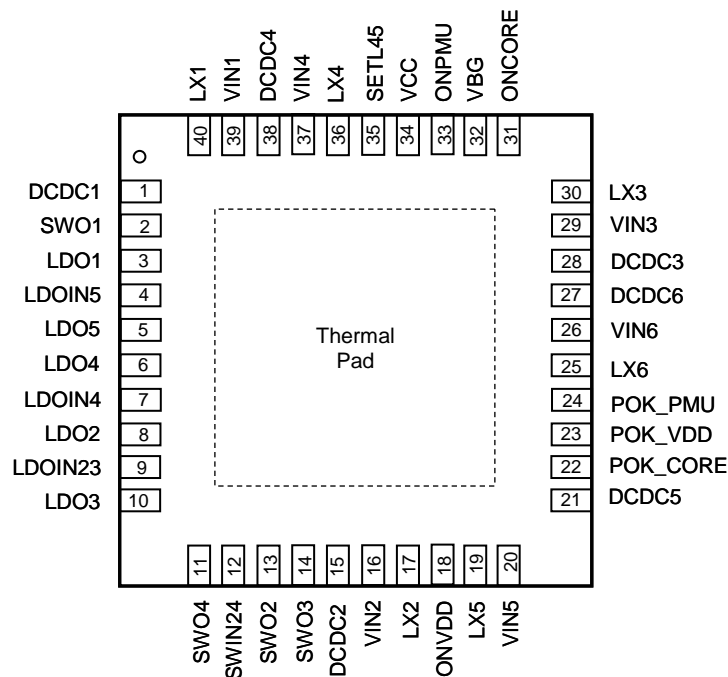 LX1
VIN1
DCDC4
VIN4
LX4
SETL45
VCC
ONPMU
VBG
ONCORE
40
39
38
37
36
35
34
33
32
31
DCDC1 1
SWO1 2
LDO1 3
LDOIN5 4
LDO5 5
LDO4 6
LDOIN4 7
LDO2 8
LDOIN23 9
LDO3 10
Thermal
Pad
30 LX3
29 VIN3
28 DCDC3
27 DCDC6
26 VIN6
25 LX6
24 POK_PMU
23 POK_VDD
22 POK_CORE
21 DCDC5
11
12
13
14
15
16
17
18
19
20
SWO4
SWIN24
SWO2
SWO3
DCDC2
VIN2
LX2
ONVDD
LX5
VIN5